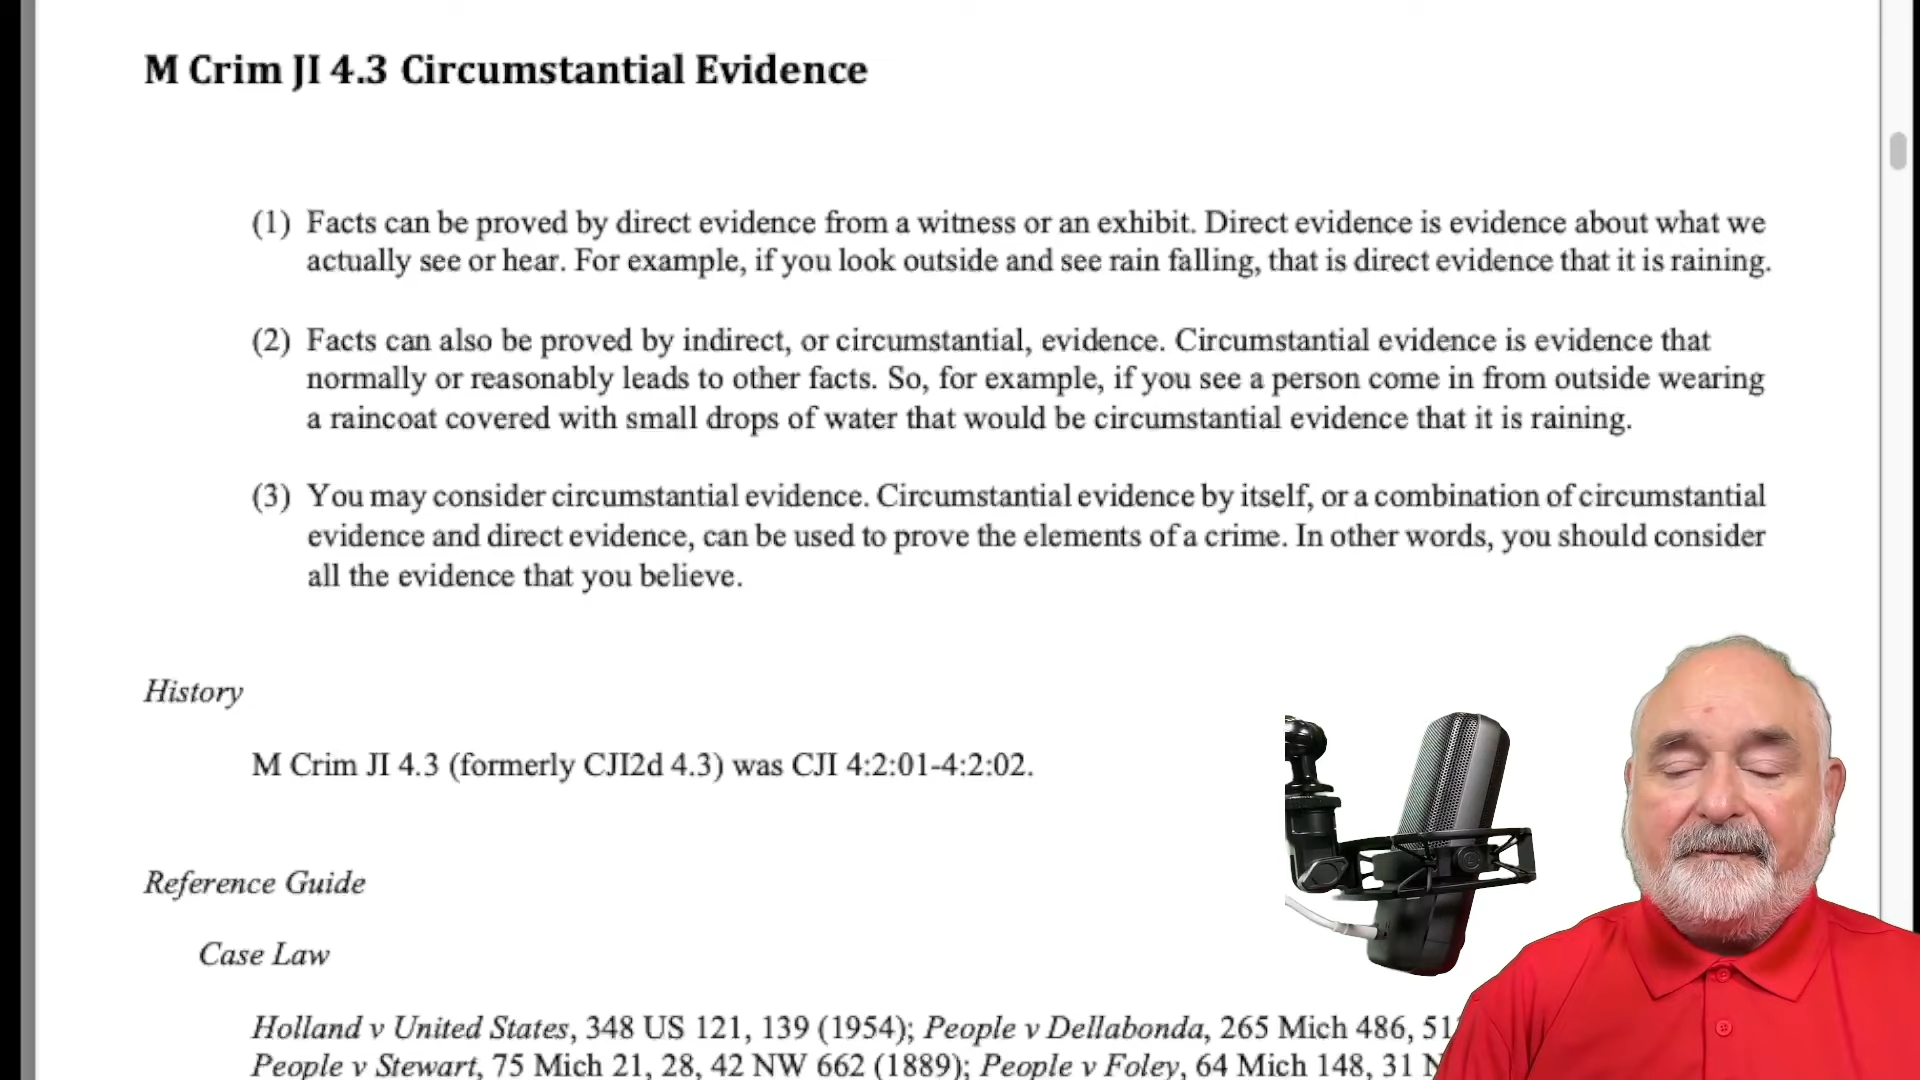 M Crim JI 4.3 Circumstantial Evidence
(1) Facts can be proved by direct evidence from a witness or an exhibit. Direct evidence is evidence about what we
actually see or hear. For example, if you look outside and see rain falling, that is direct evidence that it is raining.
(2) Facts can also be proved by indirect, or circumstantial, evidence. Circumstantial evidence is evidence that
normally or reasonably leads to other facts. So, for example, if you see a person come in from outside wearing
a raincoat covered with small drops of water that would be circumstantial evidence that it is raining.
(3) You may consider circumstantial evidence. Circumstantial evidence by itself, or a combination of circumstantial
evidence and direct evidence, can be used to prove the elements of a crime. In other words, you should consider
all the evidence that you believe.
History
M Crim JI 4.3 (formerly CJI2d 4.3) was CJI 4:2:01-4:2:02.
Reference Guide
Case Law
Holland v United States, 348 US 121, 139 (1954); People v Dellabonda, 265 Mich 486,
People v Stewart, 75 Mich 21, 28, 42 NW 662 (1889); People v Foley, 64 Mich 148, 31